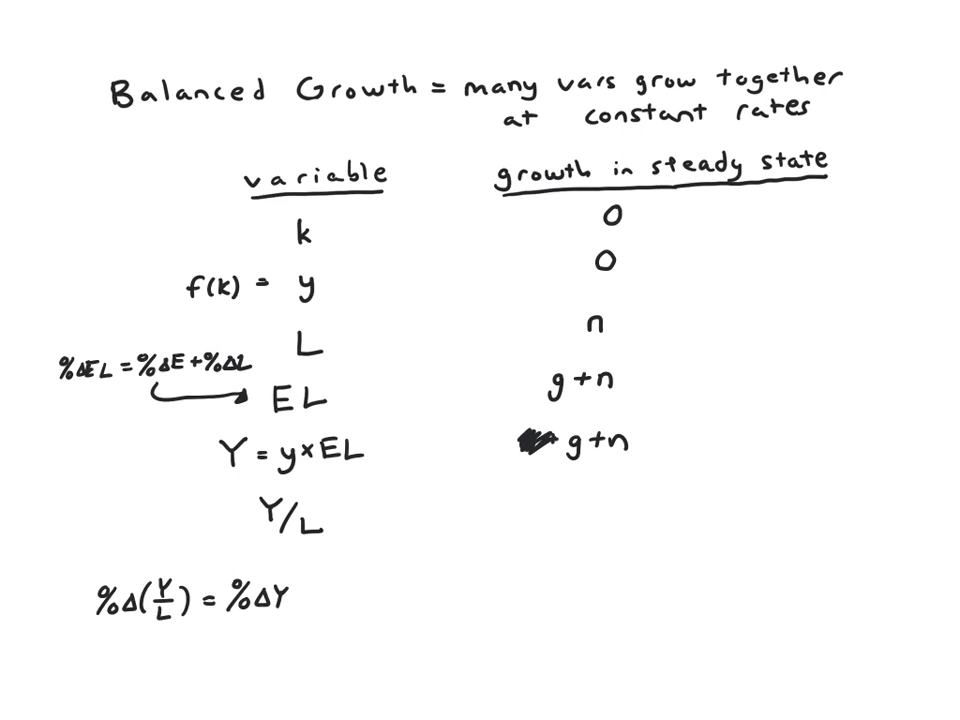 Balanced Growth = many vars grow together
at constant rates
variable growth in steady state
k 0
f(k) = y 0
L n
%ΔEL = %ΔE + %ΔL
EL g+n
Y = y×EL g+n
Y/L
%Δ(Y/L) = %ΔY